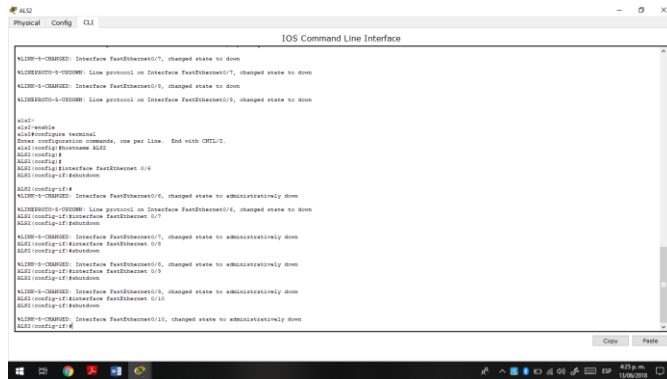 ALS2
Physical Config CLI
IOS Command Line Interface
%LINK-5-CHANGED: Interface FastEthernet0/7, changed state to down
%LINEPROTO-5-UPDOWN: Line protocol on Interface FastEthernet0/7, changed state to down
%LINK-5-CHANGED: Interface FastEthernet0/8, changed state to down
%LINEPROTO-5-UPDOWN: Line protocol on Interface FastEthernet0/8, changed state to down
als2>
als2>enable
als2#configure terminal
Enter configuration commands, one per line. End with CNTL/Z.
als2(config)#hostname ALS2
ALS2(config)#
ALS2(config)#
ALS2(config)#interface fastEthernet 0/6
ALS2(config-if)#shutdown
ALS2(config-if)#
%LINK-5-CHANGED: Interface FastEthernet0/6, changed state to administratively down
%LINEPROTO-5-UPDOWN: Line protocol on Interface FastEthernet0/6, changed state to down
ALS2(config-if)#interface fastEthernet 0/7
ALS2(config-if)#shutdown
%LINK-5-CHANGED: Interface FastEthernet0/7, changed state to administratively down
ALS2(config-if)#interface fastEthernet 0/8
ALS2(config-if)#shutdown
%LINK-5-CHANGED: Interface FastEthernet0/8, changed state to administratively down
ALS2(config-if)#interface fastEthernet 0/9
ALS2(config-if)#shutdown
%LINK-5-CHANGED: Interface FastEthernet0/9, changed state to administratively down
ALS2(config-if)#interface fastEthernet 0/10
ALS2(config-if)#shutdown
%LINK-5-CHANGED: Interface FastEthernet0/10, changed state to administratively down
ALS2(config-if)#
Copy Paste
ESP
4:25 p. m.
13/06/2018